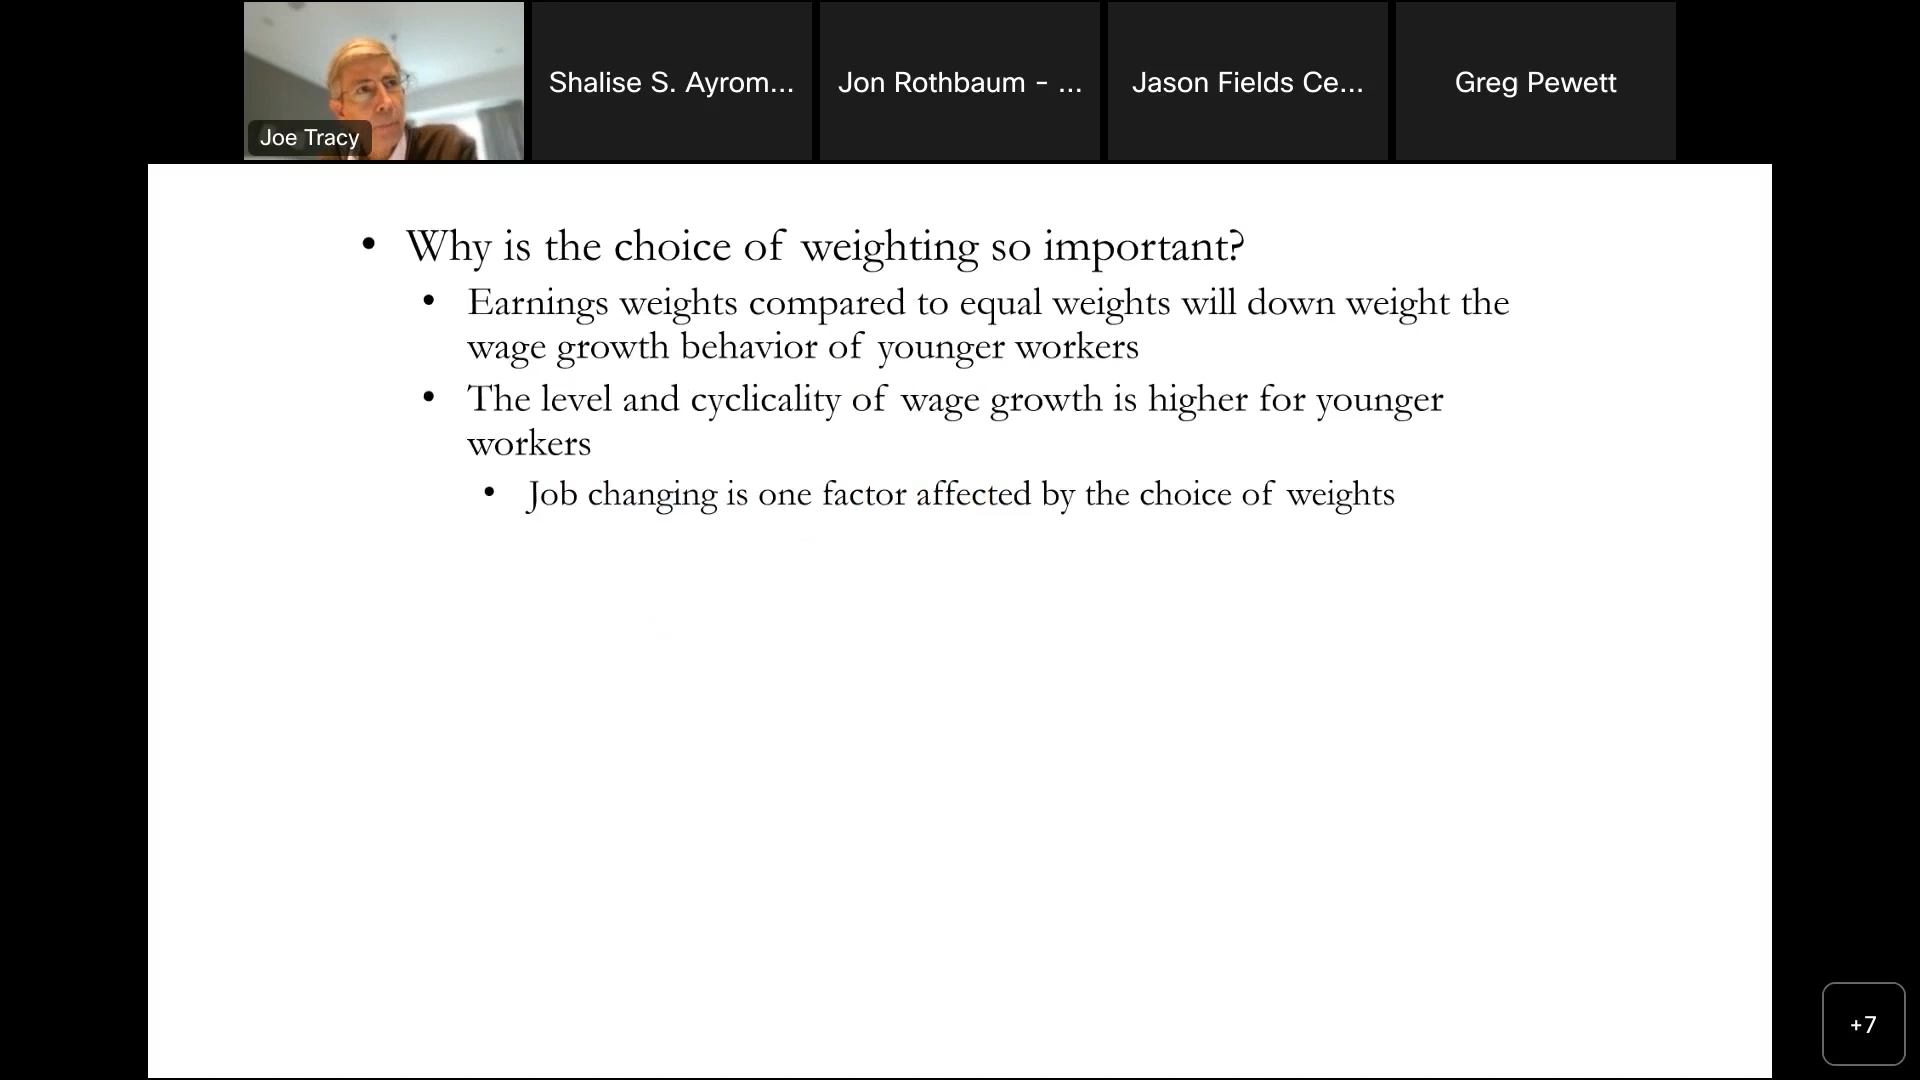 Shalise S. Ayrom...
Jon Rothbaum - ...
Jason Fields Ce...
Greg Pewett
Joe Tracy
• Why is the choice of weighting so important?
• Earnings weights compared to equal weights will down weight the
wage growth behavior of younger workers
• The level and cyclicality of wage growth is higher for younger
workers
• Job changing is one factor affected by the choice of weights
+7